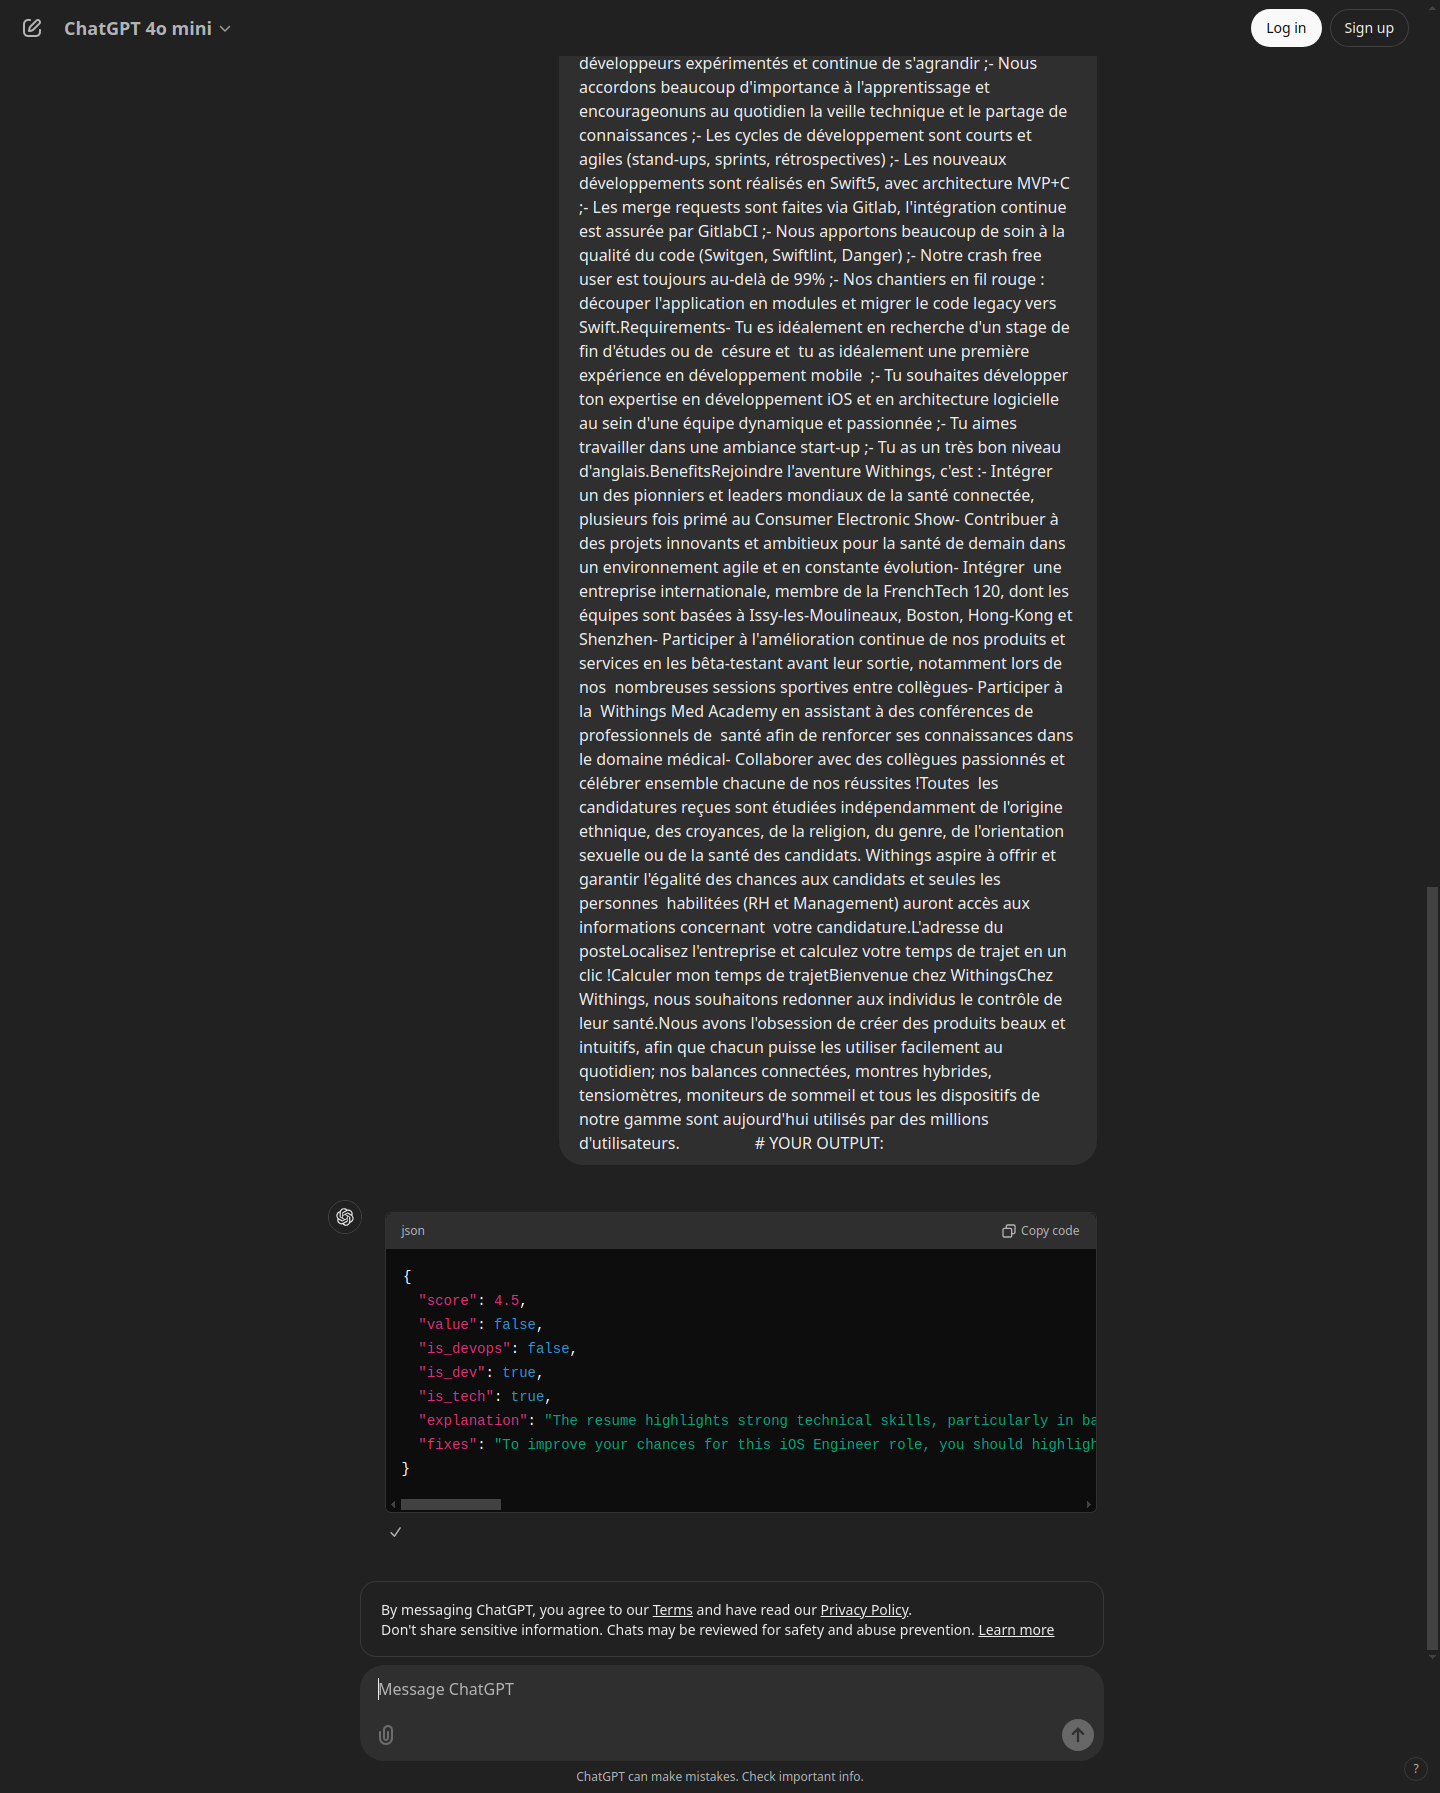 ChatGPT 4o mini
Log in
Sign up
développeurs expérimentés et continue de s'agrandir ;- Nous
accordons beaucoup d'importance à l'apprentissage et
encourageonuns au quotidien la veille technique et le partage de
connaissances ;- Les cycles de développement sont courts et
agiles (stand-ups, sprints, rétrospectives) ;- Les nouveaux
développements sont réalisés en Swift5, avec architecture MVP+C
;- Les merge requests sont faites via Gitlab, l'intégration continue
est assurée par GitlabCI ;- Nous apportons beaucoup de soin à la
qualité du code (Switgen, Swiftlint, Danger) ;- Notre crash free
user est toujours au-delà de 99% ;- Nos chantiers en fil rouge :
découper l'application en modules et migrer le code legacy vers
Swift.Requirements- Tu es idéalement en recherche d'un stage de
fin d'études ou de  césure et  tu as idéalement une première
expérience en développement mobile  ;- Tu souhaites développer
ton expertise en développement iOS et en architecture logicielle
au sein d'une équipe dynamique et passionnée ;- Tu aimes
travailler dans une ambiance start-up ;- Tu as un très bon niveau
d'anglais.BenefitsRejoindre l'aventure Withings, c'est :- Intégrer
un des pionniers et leaders mondiaux de la santé connectée,
plusieurs fois primé au Consumer Electronic Show- Contribuer à
des projets innovants et ambitieux pour la santé de demain dans
un environnement agile et en constante évolution- Intégrer  une
entreprise internationale, membre de la FrenchTech 120, dont les
équipes sont basées à Issy-les-Moulineaux, Boston, Hong-Kong et
Shenzhen- Participer à l'amélioration continue de nos produits et
services en les bêta-testant avant leur sortie, notamment lors de
nos  nombreuses sessions sportives entre collègues- Participer à
la  Withings Med Academy en assistant à des conférences de
professionnels de  santé afin de renforcer ses connaissances dans
le domaine médical- Collaborer avec des collègues passionnés et
célébrer ensemble chacune de nos réussites !Toutes  les
candidatures reçues sont étudiées indépendamment de l'origine
ethnique, des croyances, de la religion, du genre, de l'orientation
sexuelle ou de la santé des candidats. Withings aspire à offrir et
garantir l'égalité des chances aux candidats et seules les
personnes  habilitées (RH et Management) auront accès aux
informations concernant  votre candidature.L'adresse du
posteLocalisez l'entreprise et calculez votre temps de trajet en un
clic !Calculer mon temps de trajetBienvenue chez WithingsChez
Withings, nous souhaitons redonner aux individus le contrôle de
leur santé.Nous avons l'obsession de créer des produits beaux et
intuitifs, afin que chacun puisse les utiliser facilement au
quotidien; nos balances connectées, montres hybrides,
tensiomètres, moniteurs de sommeil et tous les dispositifs de
notre gamme sont aujourd'hui utilisés par des millions
d'utilisateurs.                 # YOUR OUTPUT:
json
Copy code
{
  "score": 4.5,
  "value": false,
  "is_devops": false,
  "is_dev": true,
  "is_tech": true,
  "explanation": "The resume highlights strong technical skills, particularly in ba
  "fixes": "To improve your chances for this iOS Engineer role, you should highligh
}
By messaging ChatGPT, you agree to our Terms and have read our Privacy Policy.
Don't share sensitive information. Chats may be reviewed for safety and abuse prevention. Learn more
Message ChatGPT
ChatGPT can make mistakes. Check important info.
?